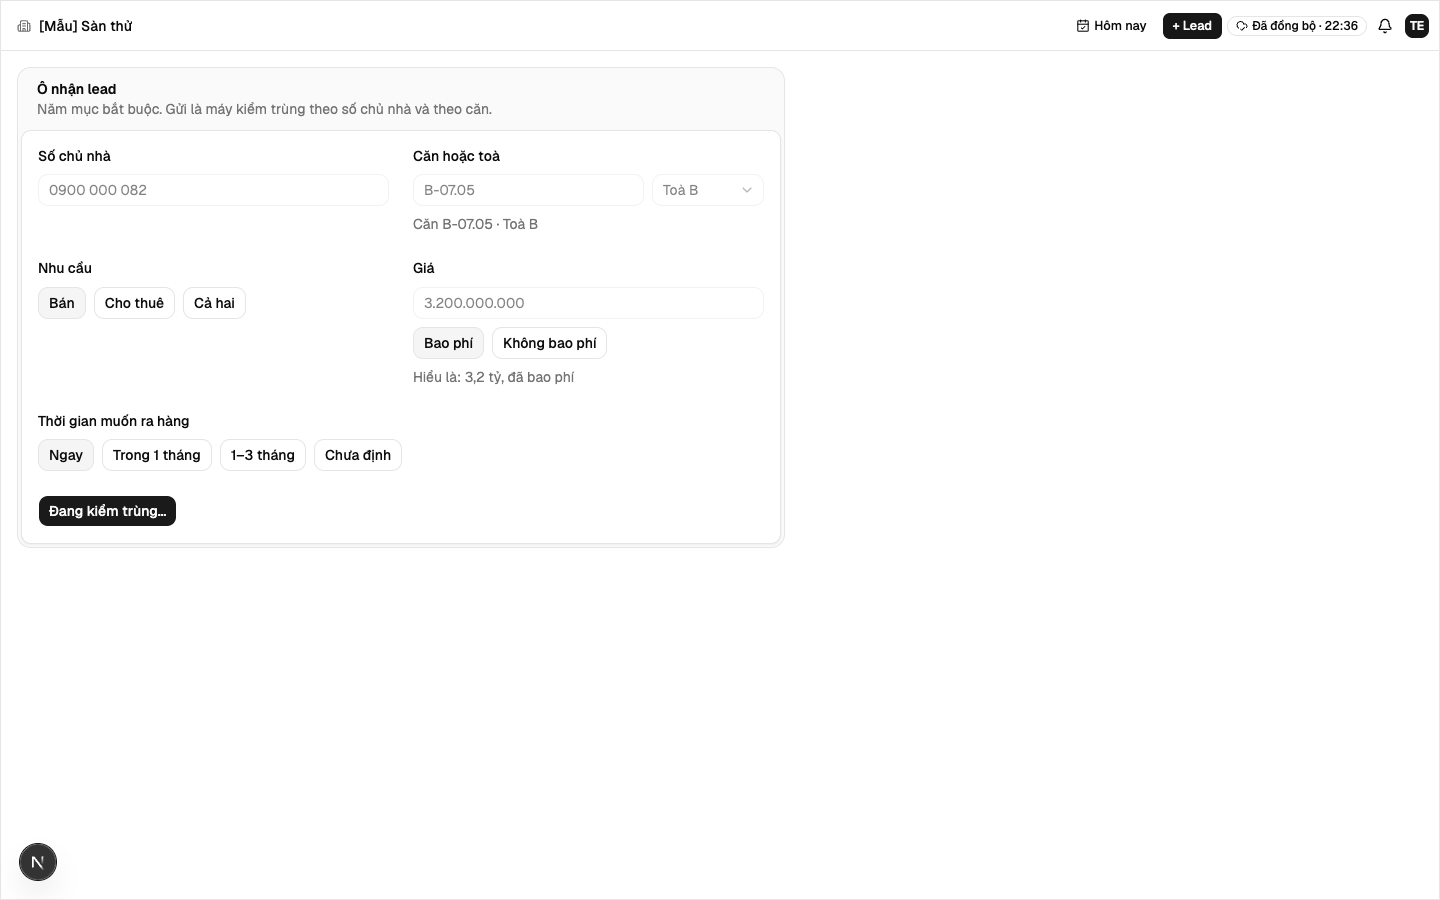 [Mẫu] Sàn thử
Hôm nay
+ Lead
Đã đồng bộ · 22:36
TE
Ô nhận lead
Năm mục bắt buộc. Gửi là máy kiểm trùng theo số chủ nhà và theo căn.
Số chủ nhà
0900 000 082
Căn hoặc toà
B-07.05
Toà B
Căn B-07.05 · Toà B
Nhu cầu
Bán
Cho thuê
Cả hai
Giá
3.200.000.000
Bao phí
Không bao phí
Hiểu là: 3,2 tỷ, đã bao phí
Thời gian muốn ra hàng
Ngay
Trong 1 tháng
1–3 tháng
Chưa định
Đang kiểm trùng...
N